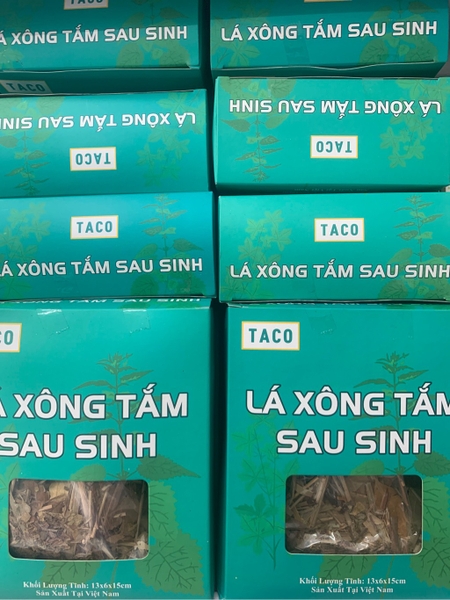 LÁ XÔNG TẮM SAU SINH
LÁ XÔNG TẮM SAU SINH
TACO
LÁ XÔNG TẮM SAU SINH
TACO
LÁ XÔNG TẮM SAU SINH
TACO
TACO
LÁ XÔNG TẮM SAU SINH
TACO
LÁ XÔNG TẮM SAU SINH
TẮM SAU SINH
TACO
LÁ XÔNG TẮM
SAU SINH
Khối Lượng Tịnh: 13x6x15cm
Sản Xuất Tại Việt Nam
TACO
LÁ XÔNG TẮM
SAU SINH
Khối Lượng Tịnh: 13x6x15cm
Sản Xuất Tại Việt Nam